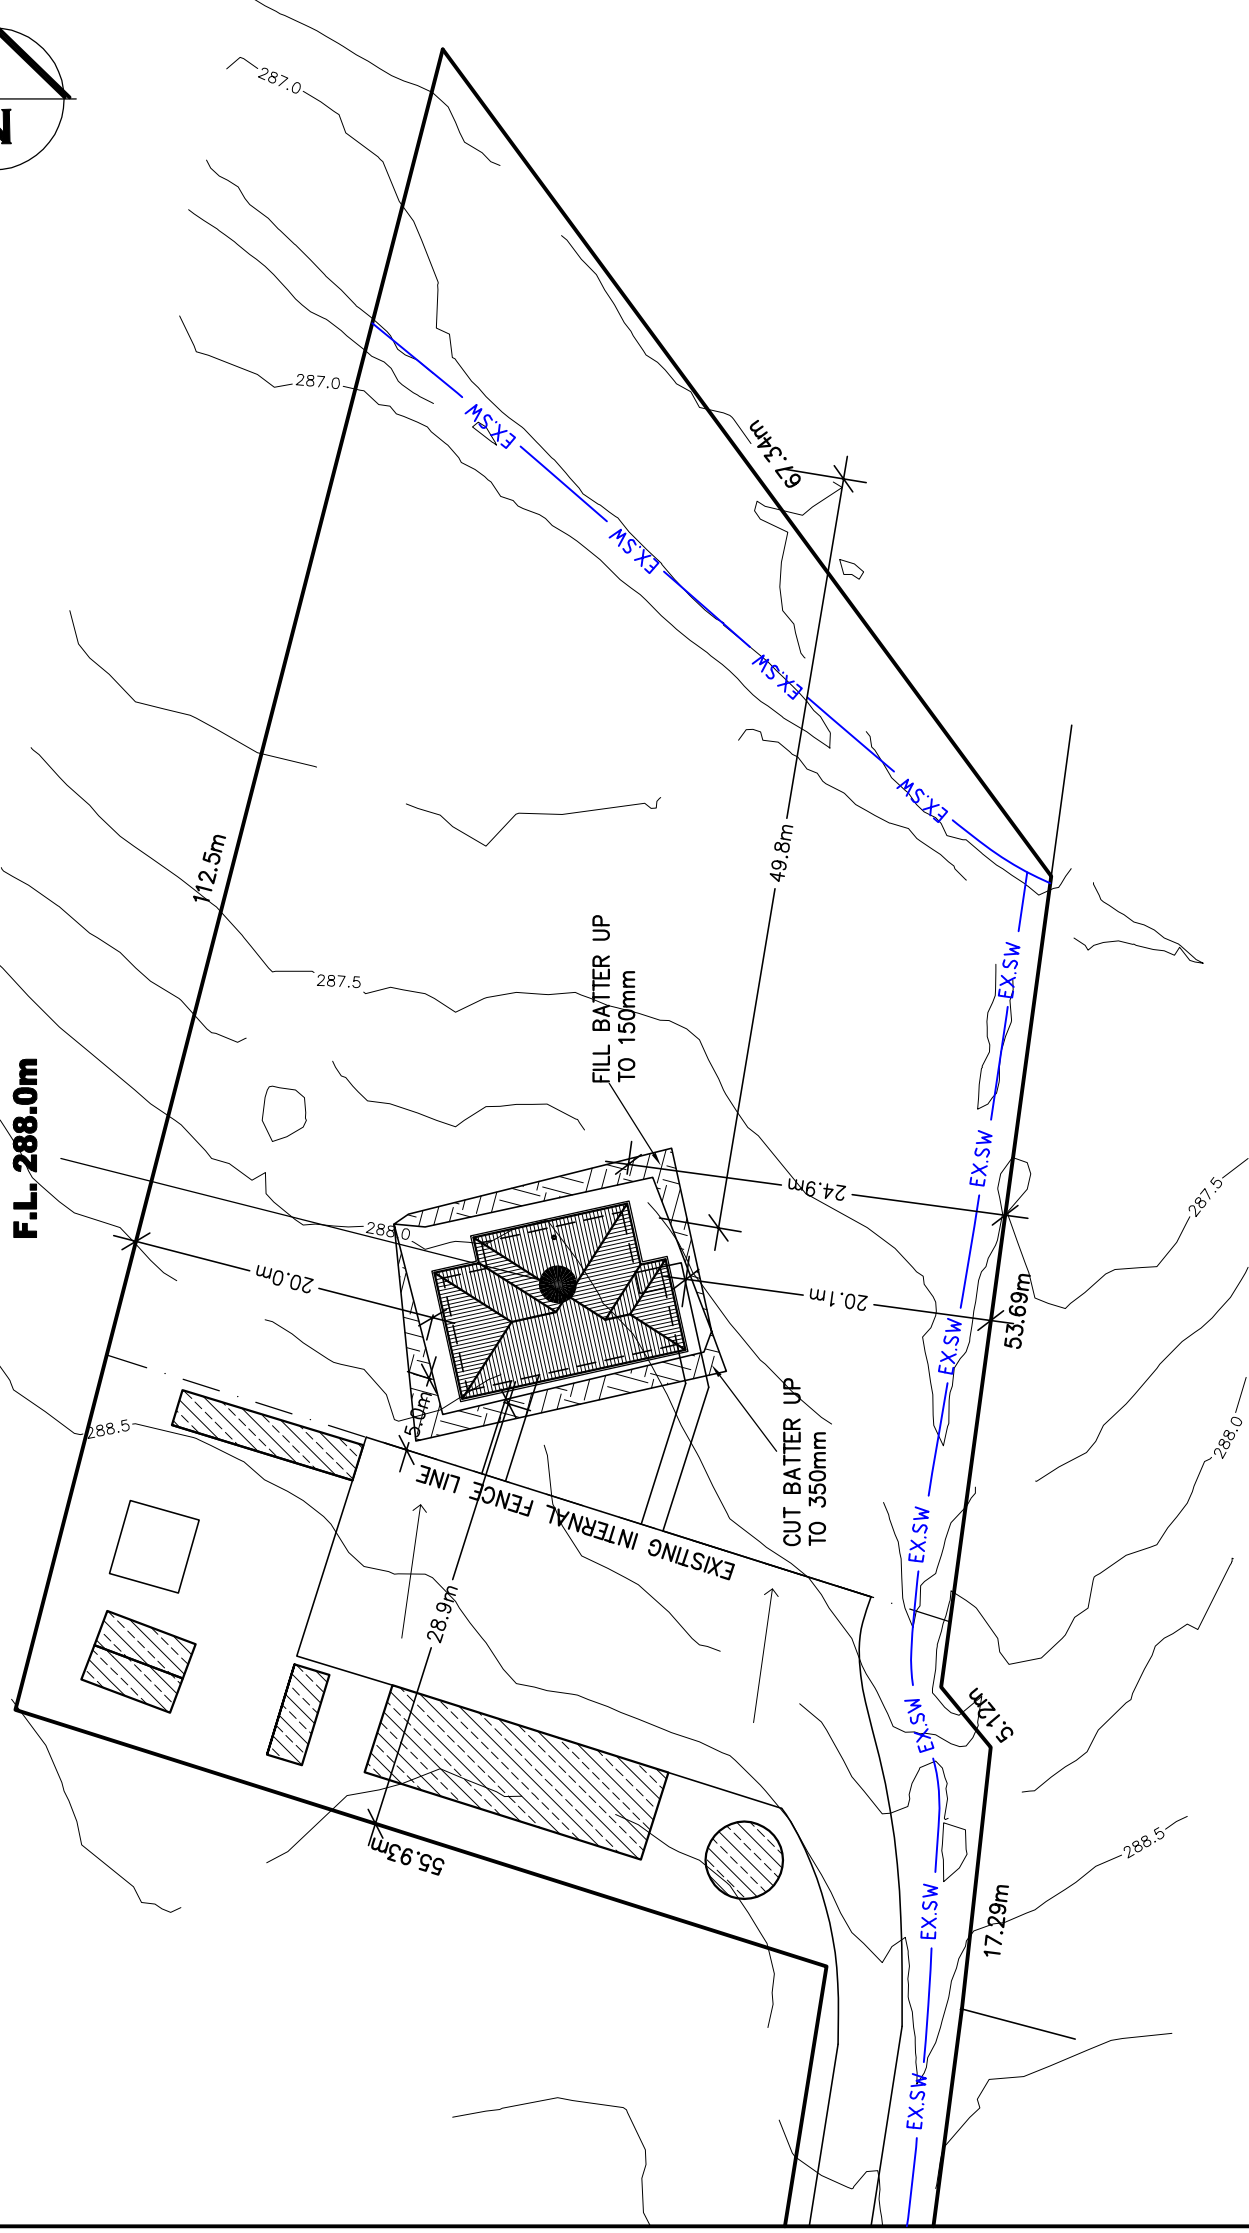 N
287.0
287.0
67.34m
EX.SW
EX.SW
EX.SW
EX.SW
112.5m
49.8m
287.5
FILL BATTER UP
TO 150mm
F.L. 288.0m
EX.SW
EX.SW
24.9m
287.5
288.0
20.0m
20.1m
53.69m
EX.SW
5.0m
288.5
CUT BATTER UP
TO 350mm
288.0
EXISTING INTERNAL FENCE LINE
EX.SW
28.9m
EX.SW
EX.SW
5.12m
55.93m
288.5
EX.SW
17.29m
EX.SW